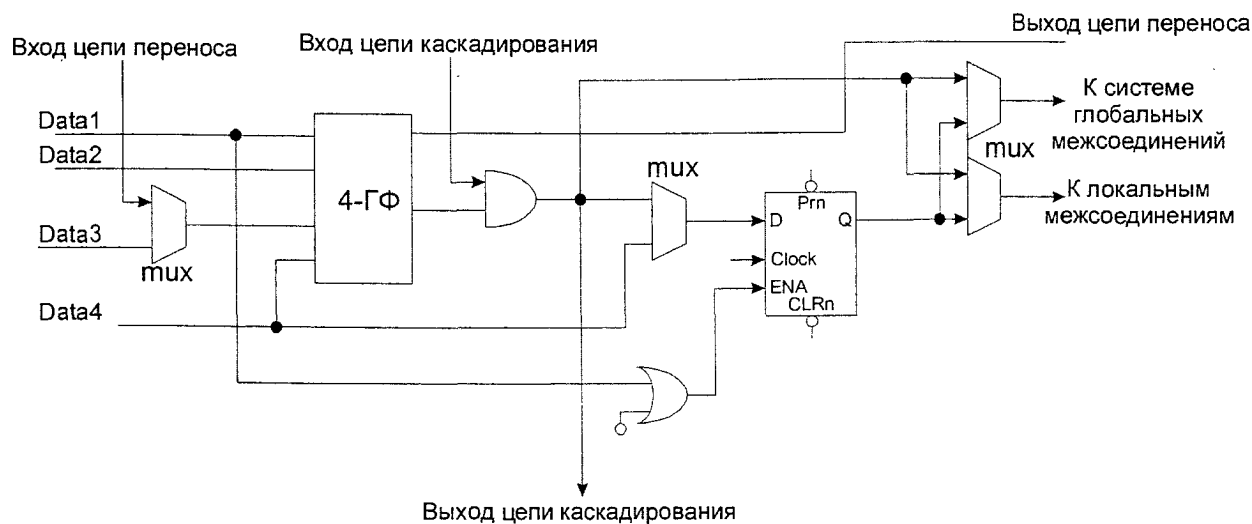 Выход цепи переноса
Вход цепи переноса
Вход цепи каскадирования
К системе
глобальных
межсоединений
Data1
Data2
mux
mux
4-ГФ
Prn
К локальным
межсоединениям
D
Q
Data3
mux
Clock
ENA
CLRn
Data4
Выход цепи каскадирования